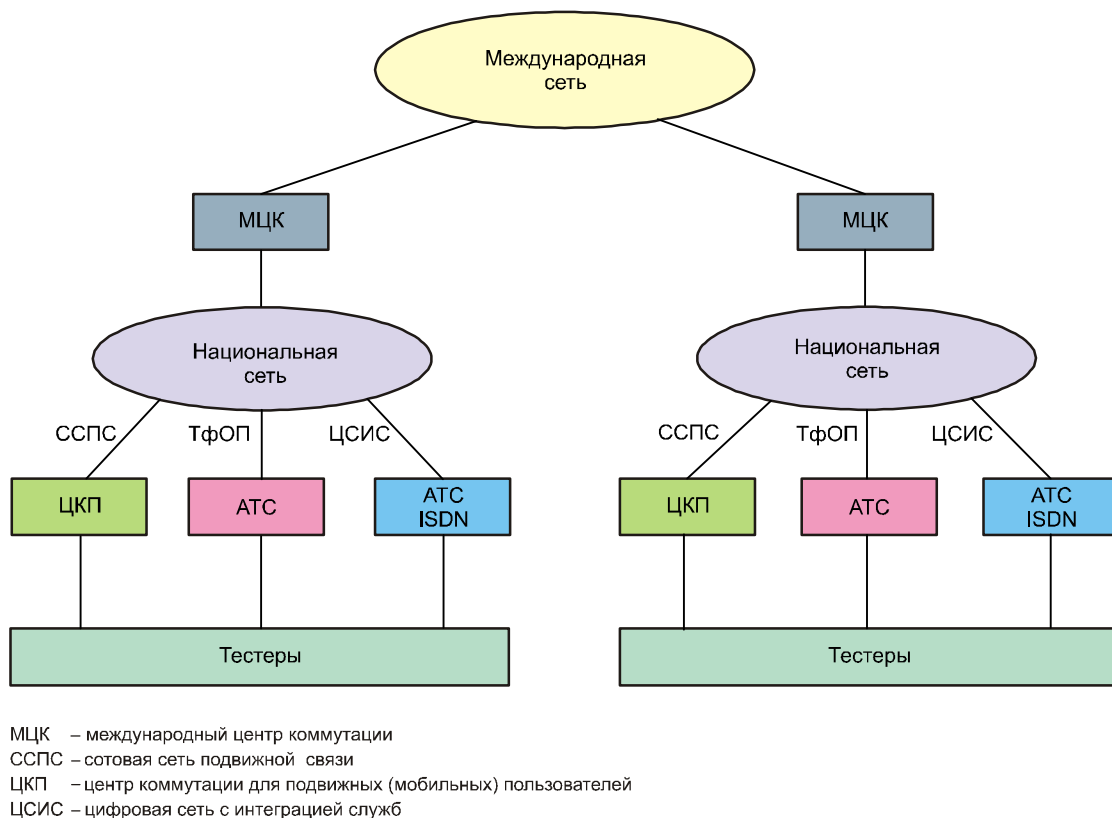 Международная
сеть
МЦК
МЦК
Национальная
сеть
Национальная
сеть
ССПС
ТфОП
ЦСИС
ССПС
ТфОП
ЦСИС
ЦКП
АТС
АТС
ISDN
ЦКП
АТС
АТС
ISDN
Тестеры
Тестеры
МЦК – международный центр коммутации
ССПС – сотовая сеть подвижной связи
ЦКП – центр коммутации для подвижных (мобильных) пользователей
ЦСИС – цифровая сеть с интеграцией служб